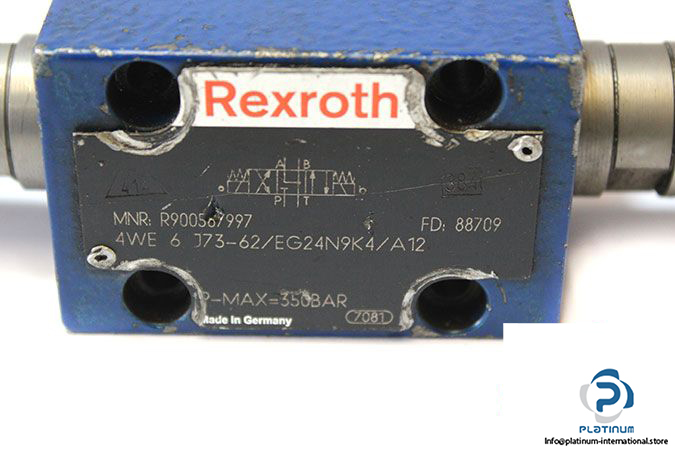 Rexroth
A B
P T
MNR: R900567997
FD: 88709
4WE 6 J73-62/EG24N9K4/A12
P-MAX=350BAR
Made in Germany
7081
PLATINUM
Info@platinum-international.store